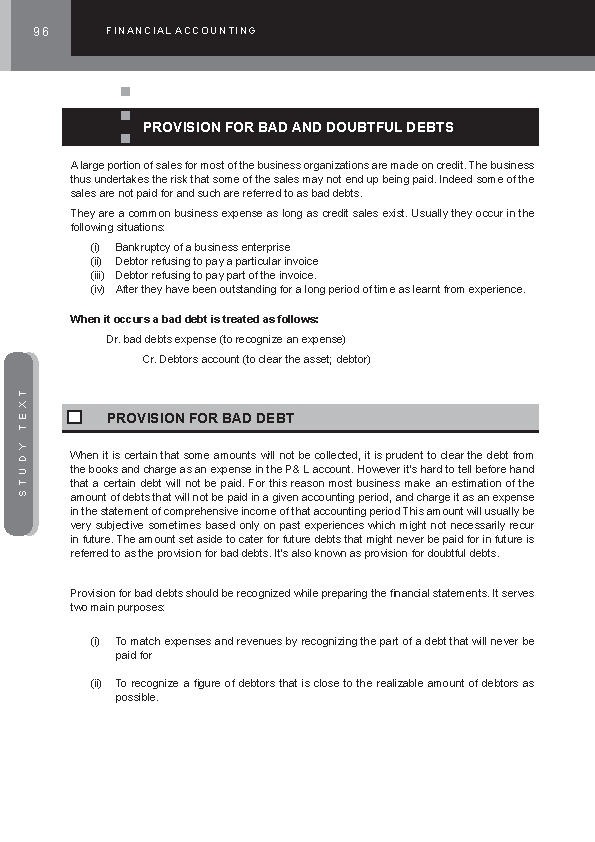 96
FINANCIAL ACCOUNTING
PROVISION FOR BAD AND DOUBTFUL DEBTS
A large portion of sales for most of the business organizations are made on credit. The business
thus undertakes the risk that some of the sales may not end up being paid. Indeed some of the
sales are not paid for and such are referred to as bad debts.
They are a common business expense as long as credit sales exist. Usually they occur in the
following situations:
(i) Bankruptcy of a business enterprise
(ii) Debtor refusing to pay a particular invoice
(iii) Debtor refusing to pay part of the invoice.
(iv) After they have been outstanding for a long period of time as learnt from experience.
When it occurs a bad debt is treated as follows:
Dr. bad debts expense (to recognize an expense)
Cr. Debtors account (to clear the asset; debtor)
STUDY TEXT
PROVISION FOR BAD DEBT
When it is certain that some amounts will not be collected, it is prudent to clear the debt from
the books and charge as an expense in the P& L account. However it's hard to tell before hand
that a certain debt will not be paid. For this reason most business make an estimation of the
amount of debts that will not be paid in a given accounting period, and charge it as an expense
in the statement of comprehensive income of that accounting period This amount will usually be
very subjective sometimes based only on past experiences which might not necessarily recur
in future. The amount set aside to cater for future debts that might never be paid for in future is
referred to as the provision for bad debts. It's also known as provision for doubtful debts.
Provision for bad debts should be recognized while preparing the financial statements. It serves
two main purposes:
(i) To match expenses and revenues by recognizing the part of a debt that will never be
paid for
(ii) To recognize a figure of debtors that is close to the realizable amount of debtors as
possible.